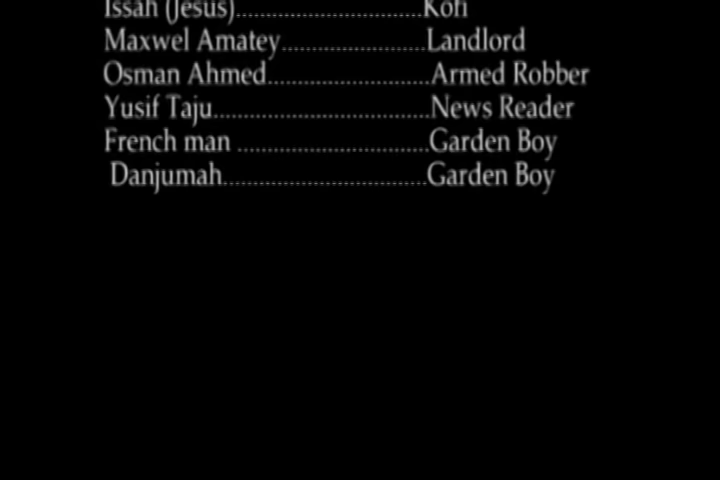 Issah (Jesus)..............................Kofi
Maxwel Amatey.......................Landlord
Osman Ahmed..........................Armed Robber
Yusif Taju...................................News Reader
French man ...............................Garden Boy
Danjumah.................................Garden Boy